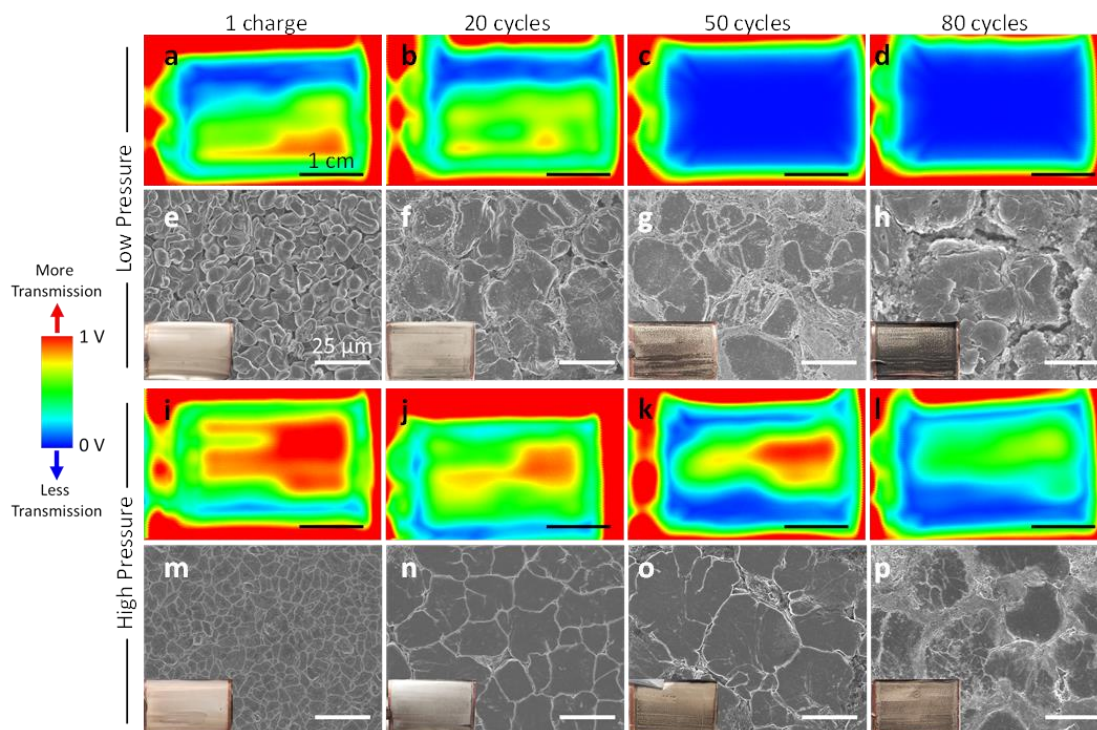 1 charge 20 cycles 50 cycles 80 cycles
a b c d
1 cm
Low Pressure
e f g h
25 µm
More
Transmission
1 V
0 V
Less
Transmission
i j k l
High Pressure
m n o p